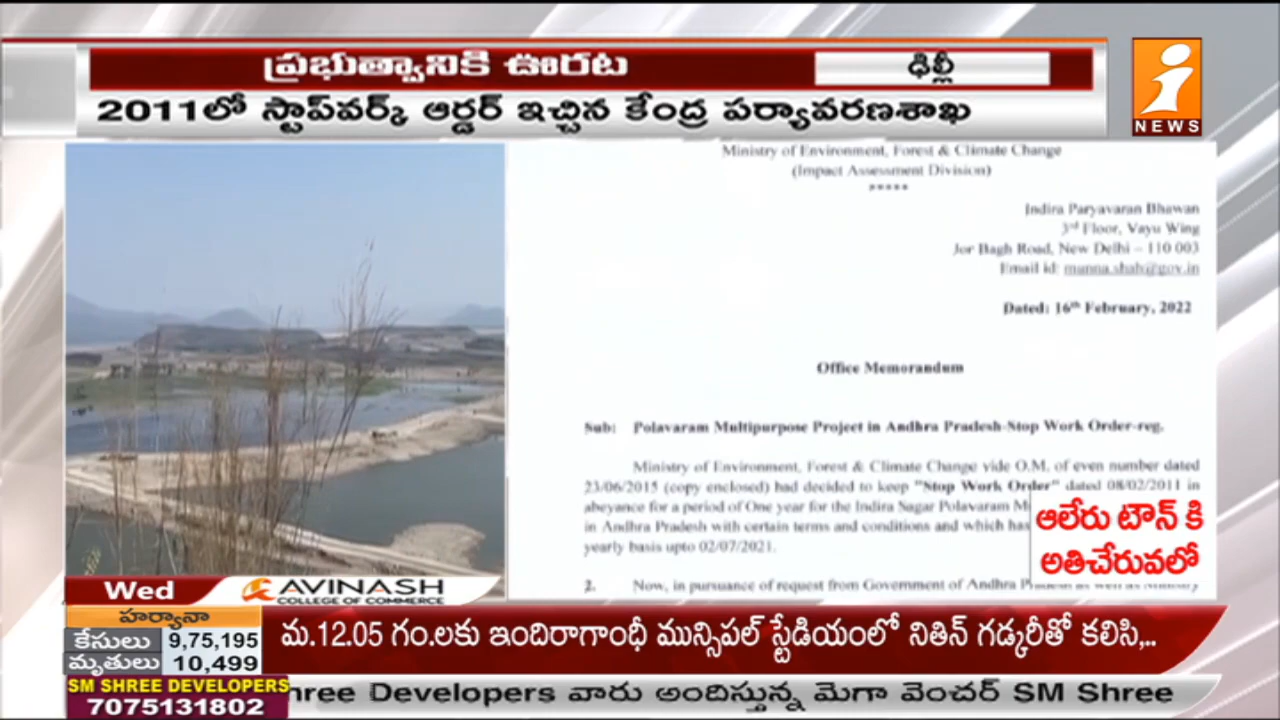 ప్రభుత్వానికి ఊరట
ఢిల్లీ
i
NEWS
2011లో స్టాప్‌వర్క్ ఆర్డర్ ఇచ్చిన కేంద్ర పర్యావరణశాఖ
Ministry of Environment, Forest & Climate Change
(Impact Assessment Division)
*****
Indira Paryavaran Bhawan
3rd Floor, Vayu Wing
Jor Bagh Road, New Delhi – 110 003
Email id: munna.shah@gov.in
Dated: 16th February, 2022
Office Memorandum
Sub: Polavaram Multipurpose Project in Andhra Pradesh-Stop Work Order-reg.
Ministry of Environment, Forest & Climate Change vide O.M. of even number dated
23/06/2015 (copy enclosed) had decided to keep "Stop Work Order" dated 08/02/2011 in
abeyance for a period of One year for the Indira Sagar Polavaram
in Andhra Pradesh with certain terms and conditions and which has
yearly basis upto 02/07/2021.
2. Now, in pursuance of request from Government of Andhra
ఆలేరు టౌన్ కి
అతిచేరువలో
Wed
AVINASH
COLLEGE OF COMMERCE
హర్యానా
కేసులు 9,75,195
మృతులు 10,499
మ.12.05 గం.లకు ఇందిరాగాంధీ మున్సిపల్ స్టేడియంలో నితిన్ గడ్కరీతో కలిసి,..
SM SHREE DEVELOPERS
7075131802
hree Developers వారు అందిస్తున్న మెగా వెంచర్ SM Shree